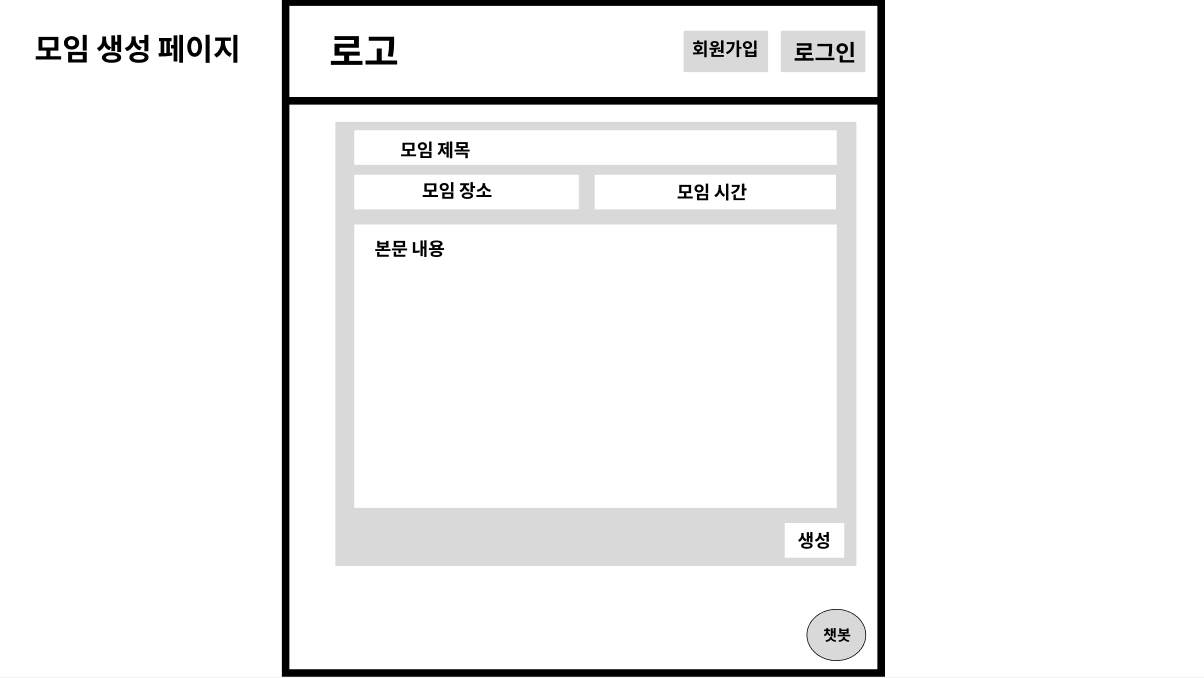 모임 생성 페이지
로고
회원가입
로그인
모임 제목
모임 장소
모임 시간
본문 내용
생성
챗봇